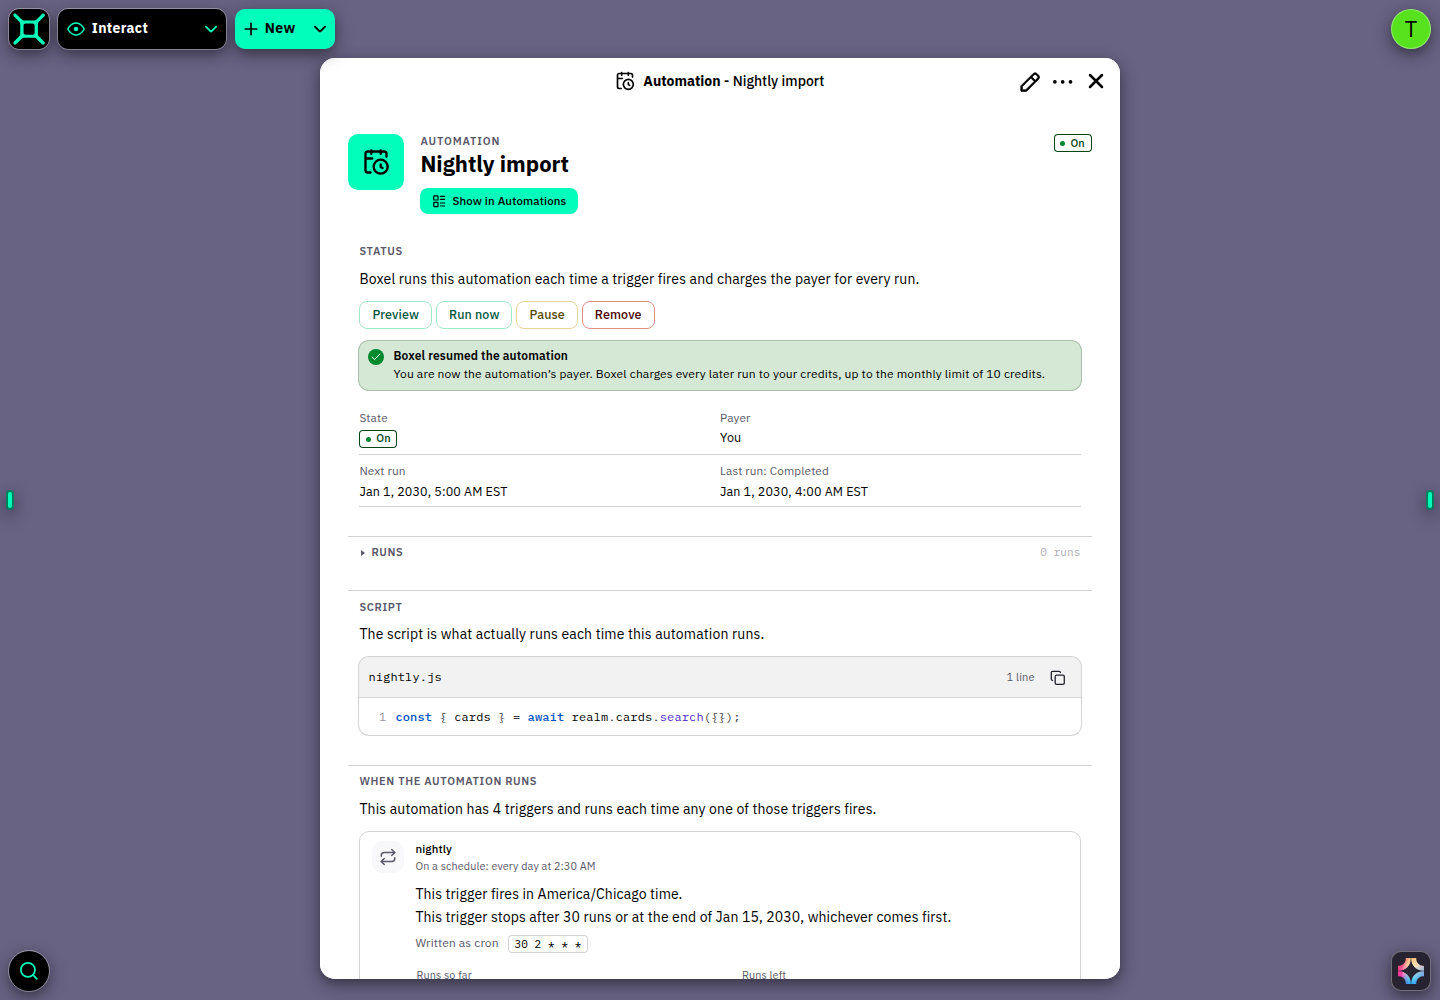 Interact
New
T
Automation - Nightly import
AUTOMATION
Nightly import
On
Show in Automations
STATUS
Boxel runs this automation each time a trigger fires and charges the payer for every run.
Preview Run now Pause Remove
Boxel resumed the automation
You are now the automation’s payer. Boxel charges every later run to your credits, up to the monthly limit of 10 credits.
State Payer
On You
Next run Last run: Completed
Jan 1, 2030, 5:00 AM EST Jan 1, 2030, 4:00 AM EST
RUNS 0 runs
SCRIPT
The script is what actually runs each time this automation runs.
nightly.js 1 line
1 const { cards } = await realm.cards.search({});
WHEN THE AUTOMATION RUNS
This automation has 4 triggers and runs each time any one of those triggers fires.
nightly
On a schedule: every day at 2:30 AM
This trigger fires in America/Chicago time.
This trigger stops after 30 runs or at the end of Jan 15, 2030, whichever comes first.
Written as cron 30 2 * * *
Runs so far Runs left